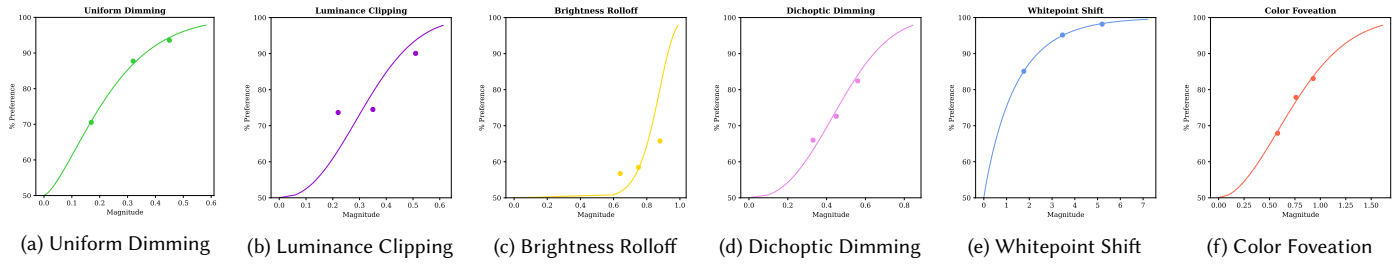 Uniform Dimming
100
90
80
70
60
50
% Preference
0.0 0.1 0.2 0.3 0.4 0.5 0.6
Magnitude
(a) Uniform Dimming
Luminance Clipping
100
90
80
70
60
50
% Preference
0.0 0.1 0.2 0.3 0.4 0.5 0.6
Magnitude
(b) Luminance Clipping
Brightness Rolloff
100
90
80
70
60
50
% Preference
0.0 0.2 0.4 0.6 0.8 1.0
Magnitude
(c) Brightness Rolloff
Dichoptic Dimming
100
90
80
70
60
50
% Preference
0.0 0.2 0.4 0.6 0.8
Magnitude
(d) Dichoptic Dimming
Whitepoint Shift
100
90
80
70
60
50
% Preference
0 1 2 3 4 5 6 7
Magnitude
(e) Whitepoint Shift
Color Foveation
100
90
80
70
60
50
% Preference
0.00 0.25 0.50 0.75 1.00 1.25 1.50
Magnitude
(f) Color Foveation